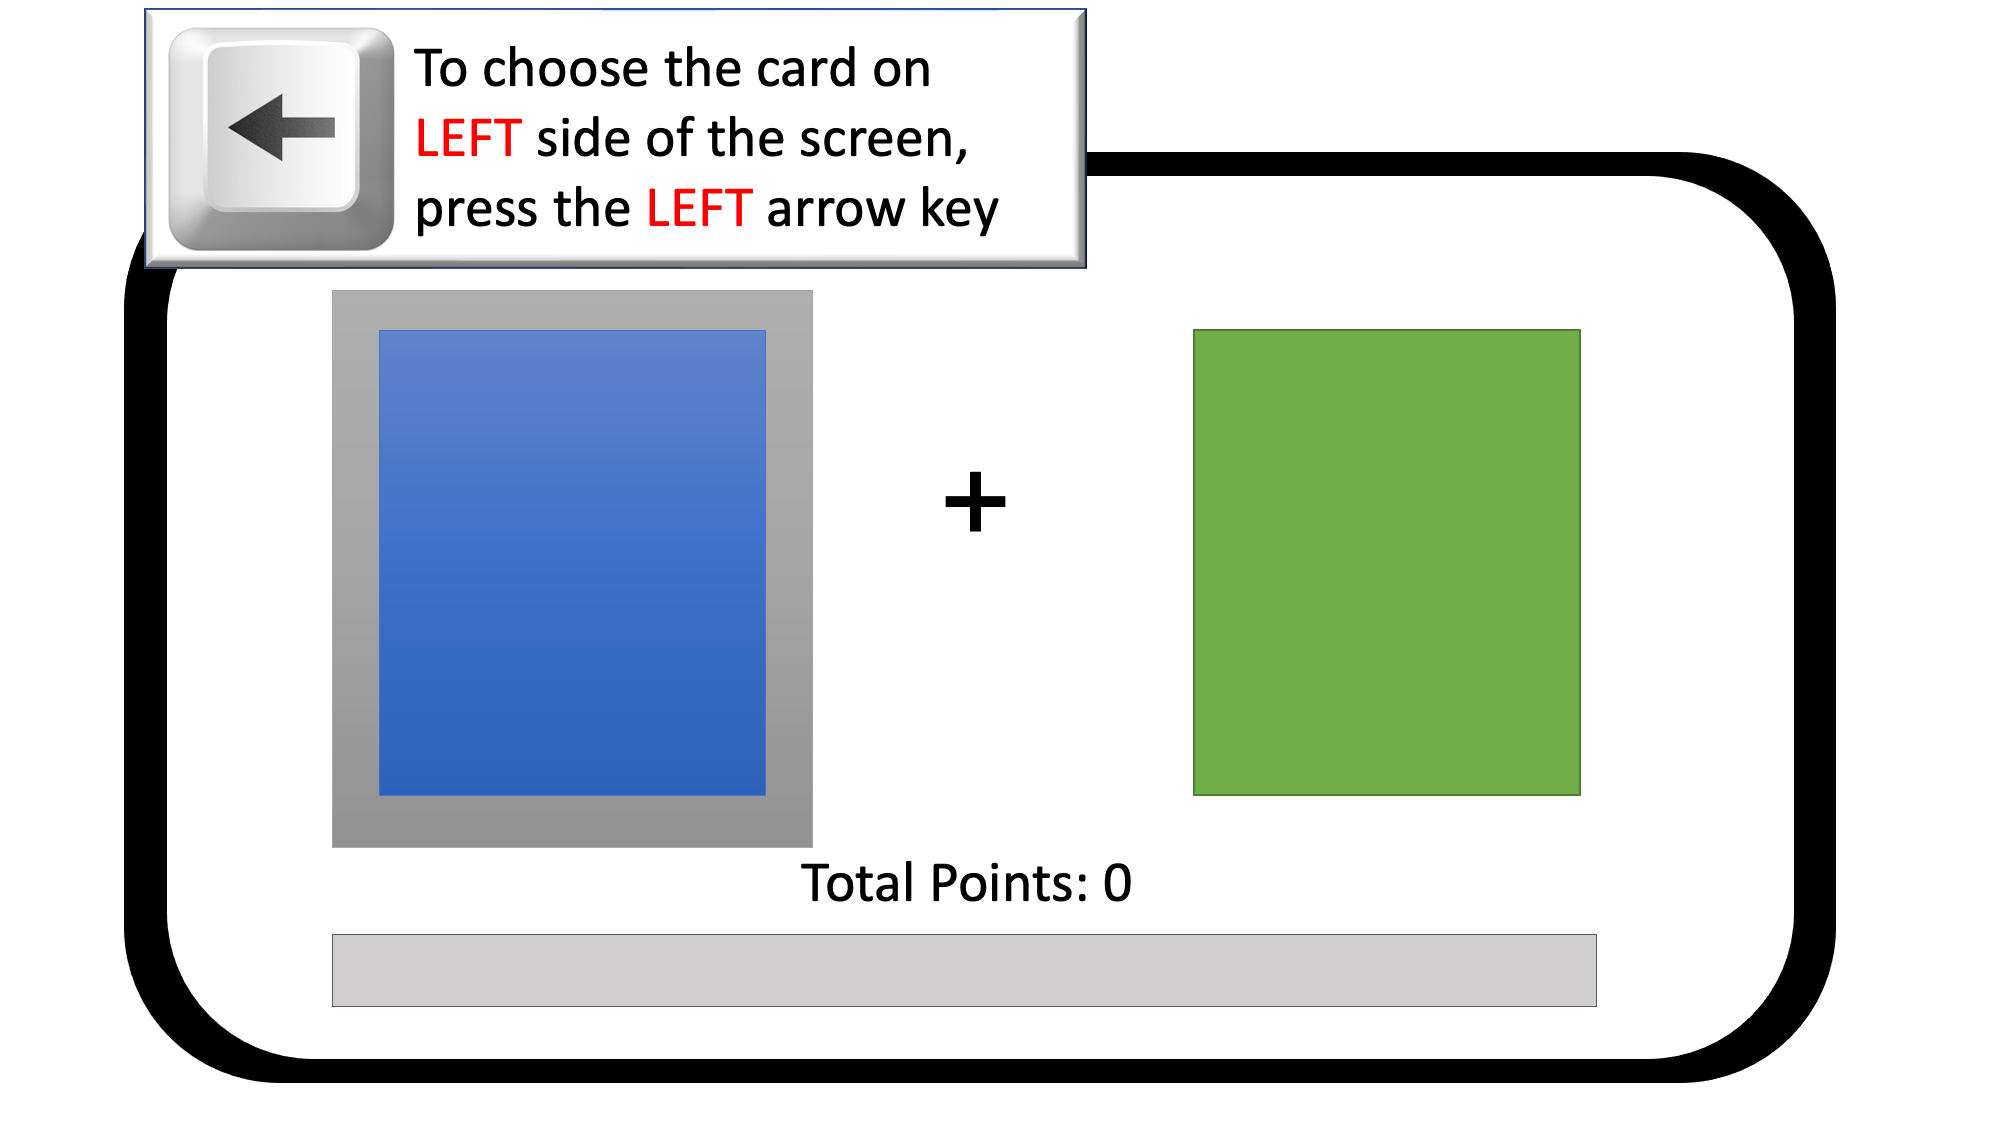 To choose the card on
LEFT side of the screen,
press the LEFT arrow key
+
Total Points: 0